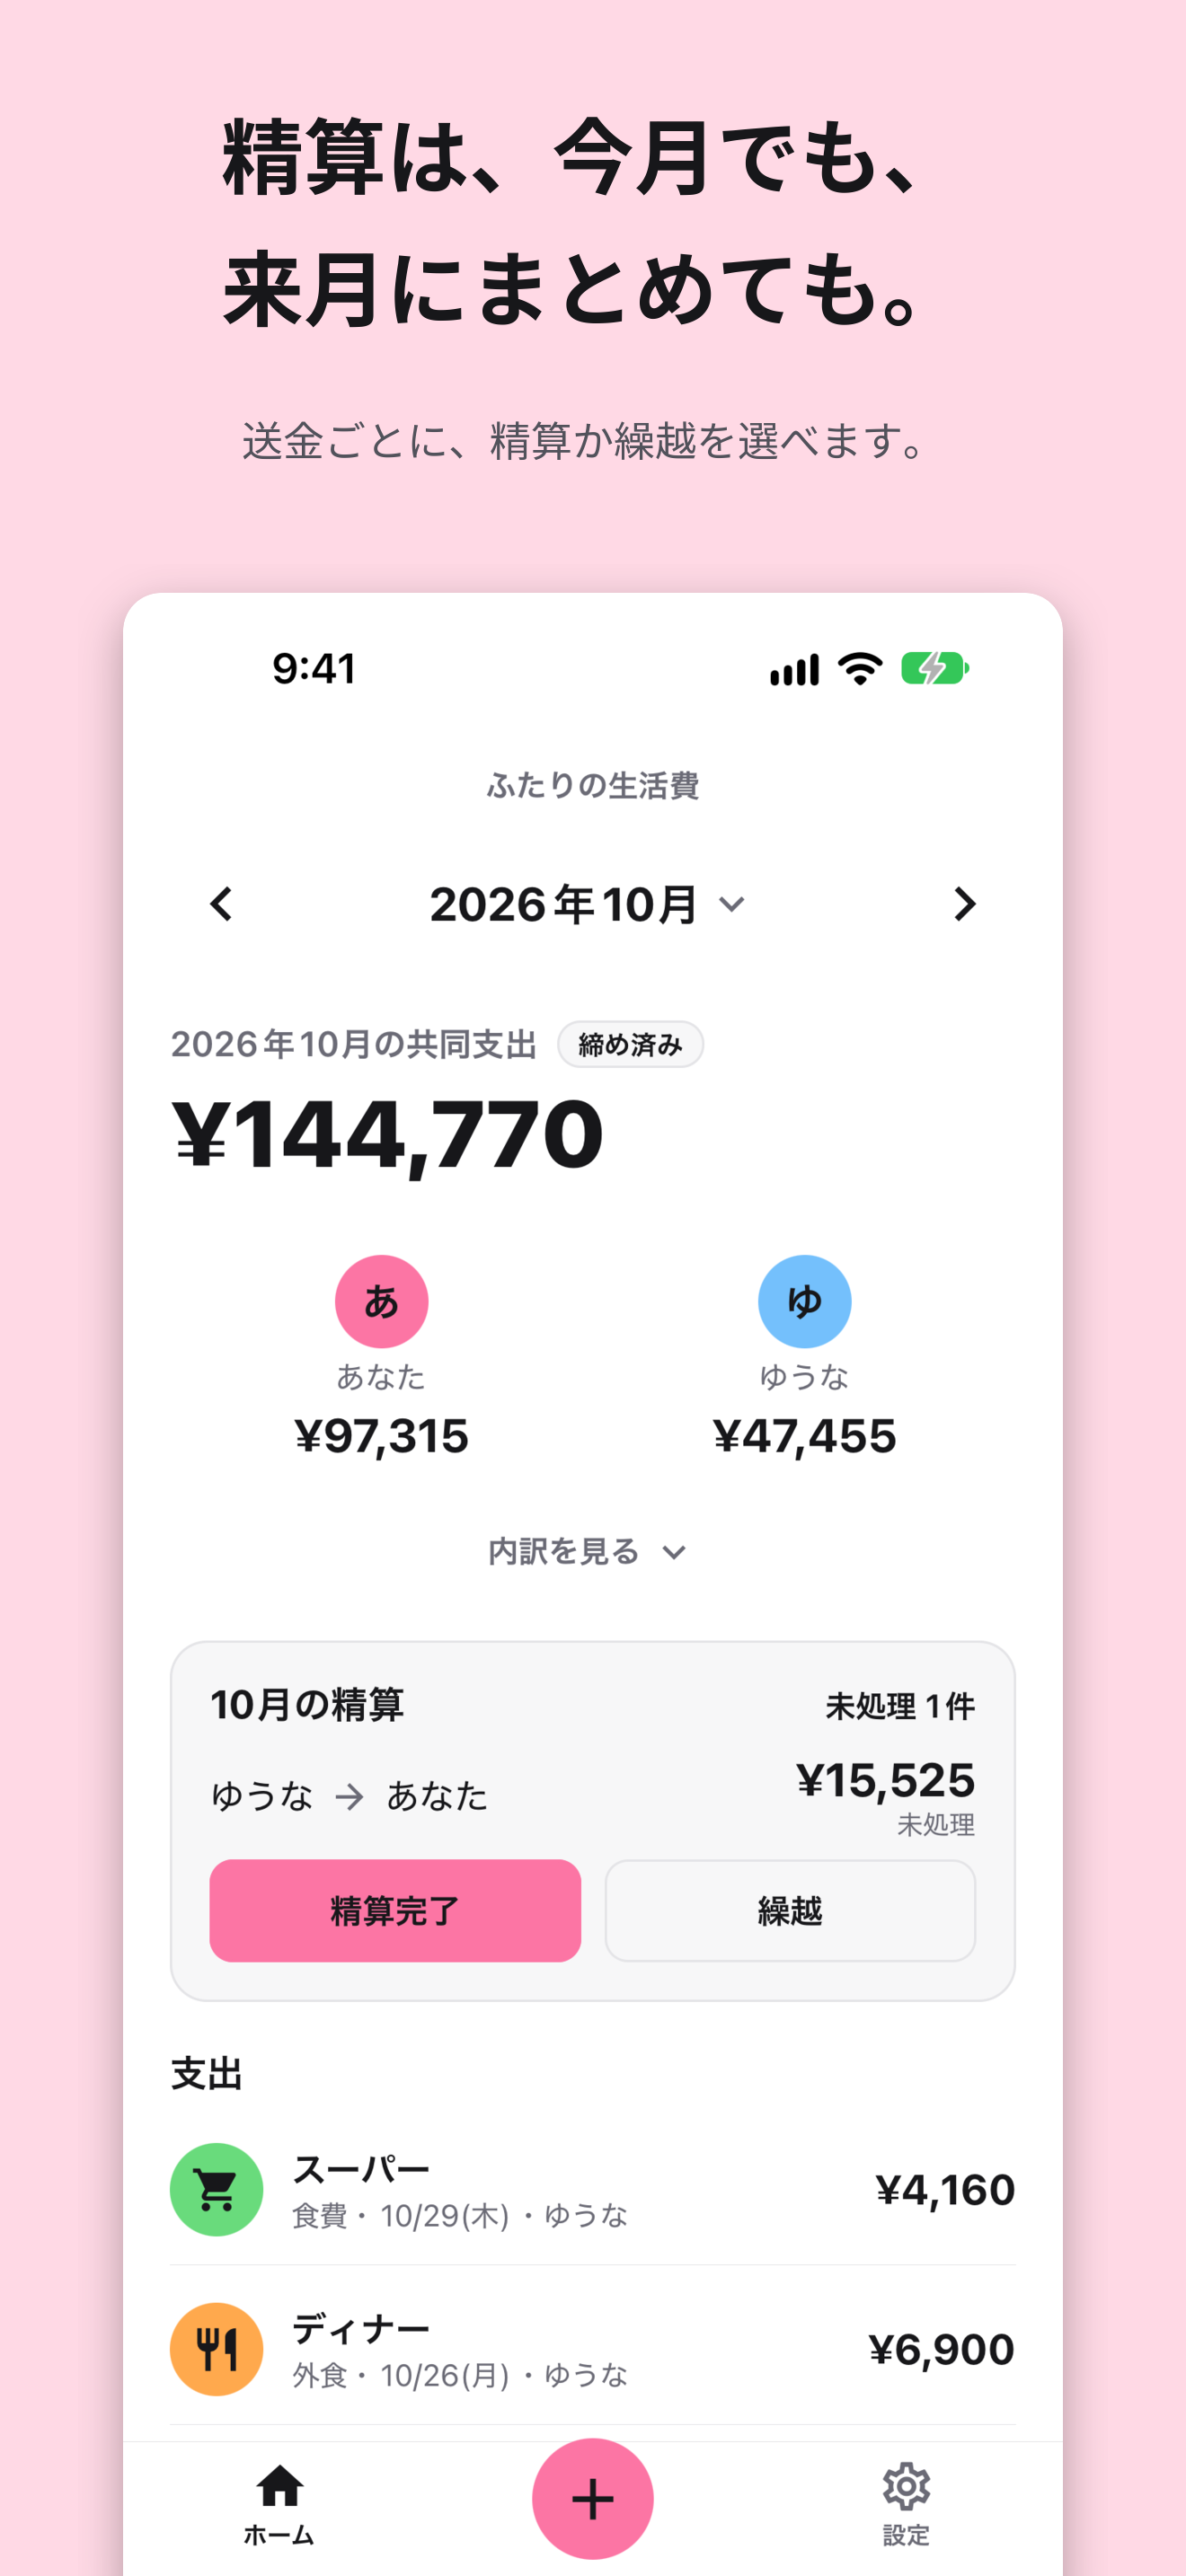 精算は、今月でも、
来月にまとめても。
送金ごとに、精算か繰越を選べます。
9:41
ふたりの生活費
2026年10月
2026年10月の共同支出 締め済み
¥144,770
あ ゆ
あなた ゆうな
¥97,315 ¥47,455
内訳を見る
10月の精算 未処理 1件
ゆうな → あなた ¥15,525
未処理
精算完了 繰越
支出
スーパー ¥4,160
食費・10/29(木)・ゆうな
ディナー ¥6,900
外食・10/26(月)・ゆうな
ホーム 設定